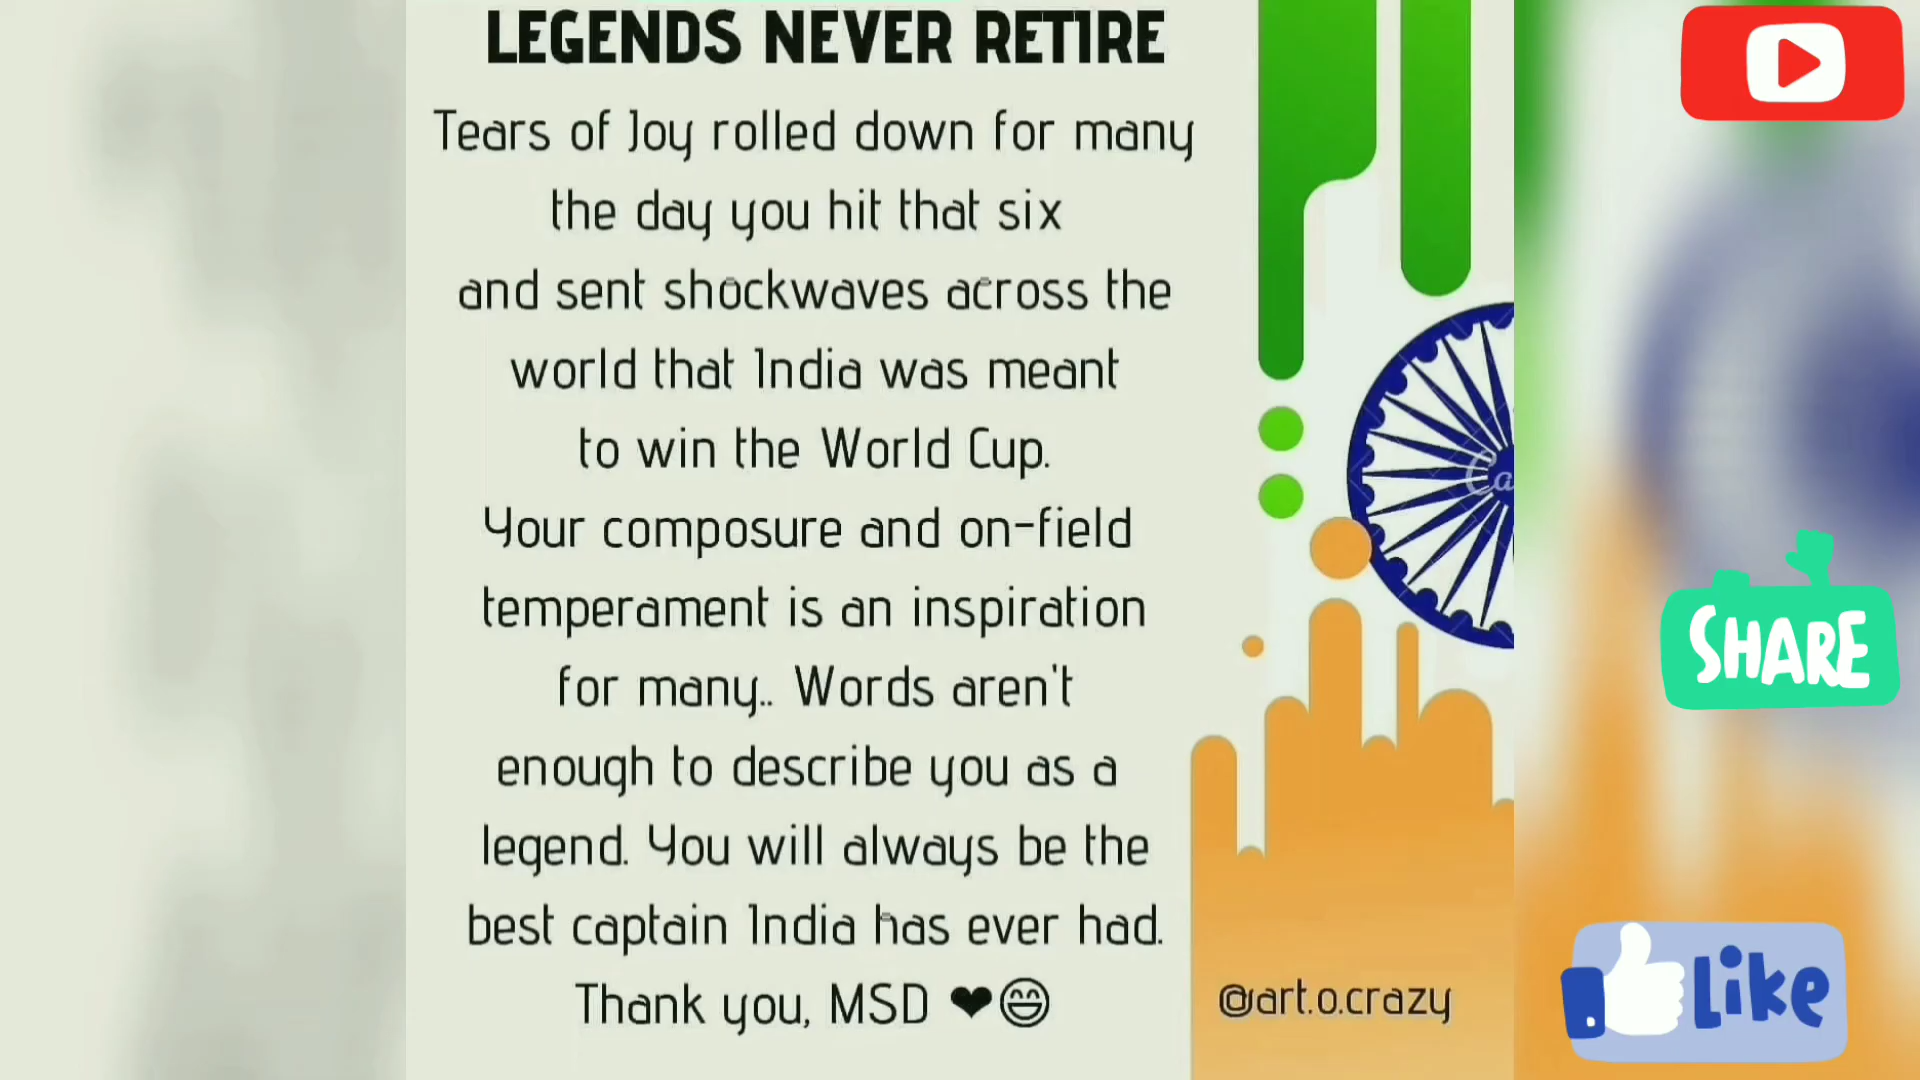 LEGENDS NEVER RETIRE
Tears of Joy rolled down for many
the day you hit that six
and sent shockwaves across the
world that India was meant
to win the World Cup.
Your composure and on-field
temperament is an inspiration
for many.. Words aren't
enough to describe you as a
legend. You will always be the
best captain India has ever had.
Thank you, MSD ❤😄
@art.o.crazy
SHARE
Like